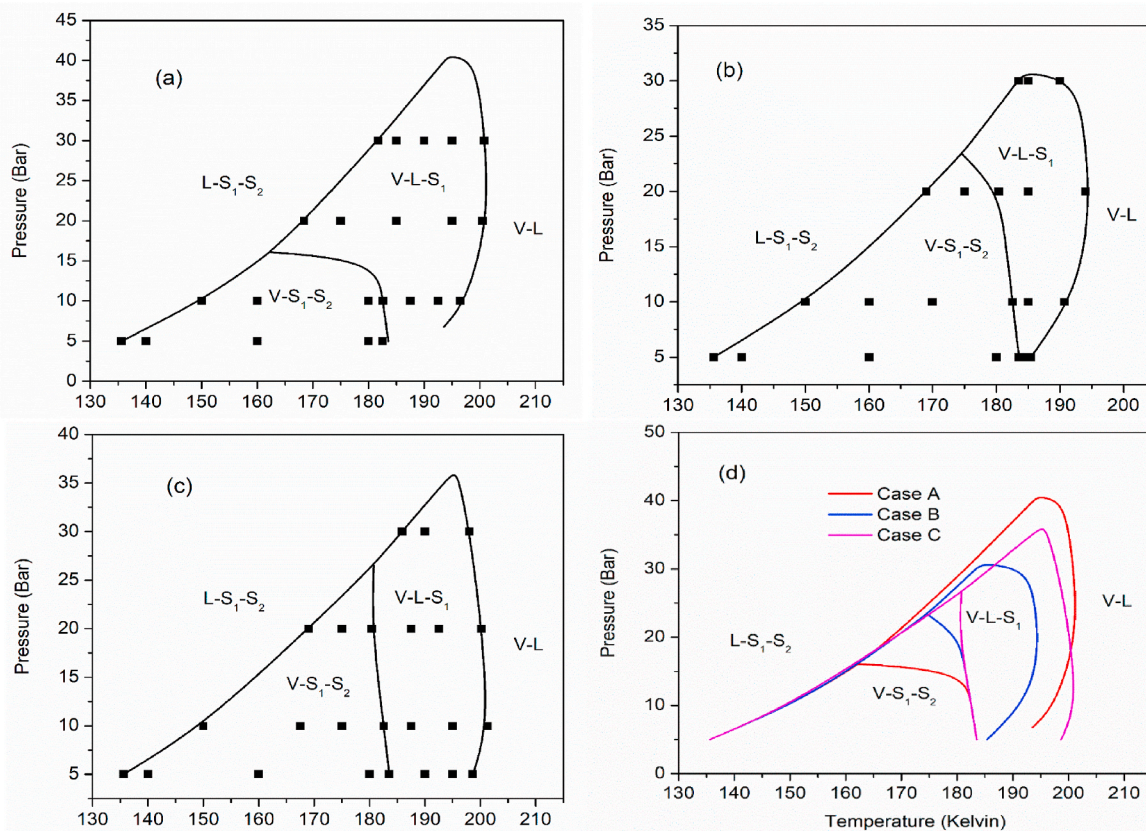 45
40
35
30
25
20
15
10
5
0
Pressure (Bar)
(a)
L-S₁-S₂
V-L-S₁
V-L
V-S₁-S₂
130 140 150 160 170 180 190 200 210
35
30
25
20
15
10
5
Pressure (Bar)
(b)
V-L-S₁
L-S₁-S₂
V-S₁-S₂
V-L
130 140 150 160 170 180 190 200
40
35
30
25
20
15
10
5
Pressure (Bar)
(c)
L-S₁-S₂
V-L-S₁
V-L
V-S₁-S₂
130 140 150 160 170 180 190 200 210
50
40
30
20
10
0
Pressure (Bar)
(d)
Case A
Case B
Case C
V-L
V-L-S₁
L-S₁-S₂
V-S₁-S₂
130 140 150 160 170 180 190 200 210
Temperature (Kelvin)